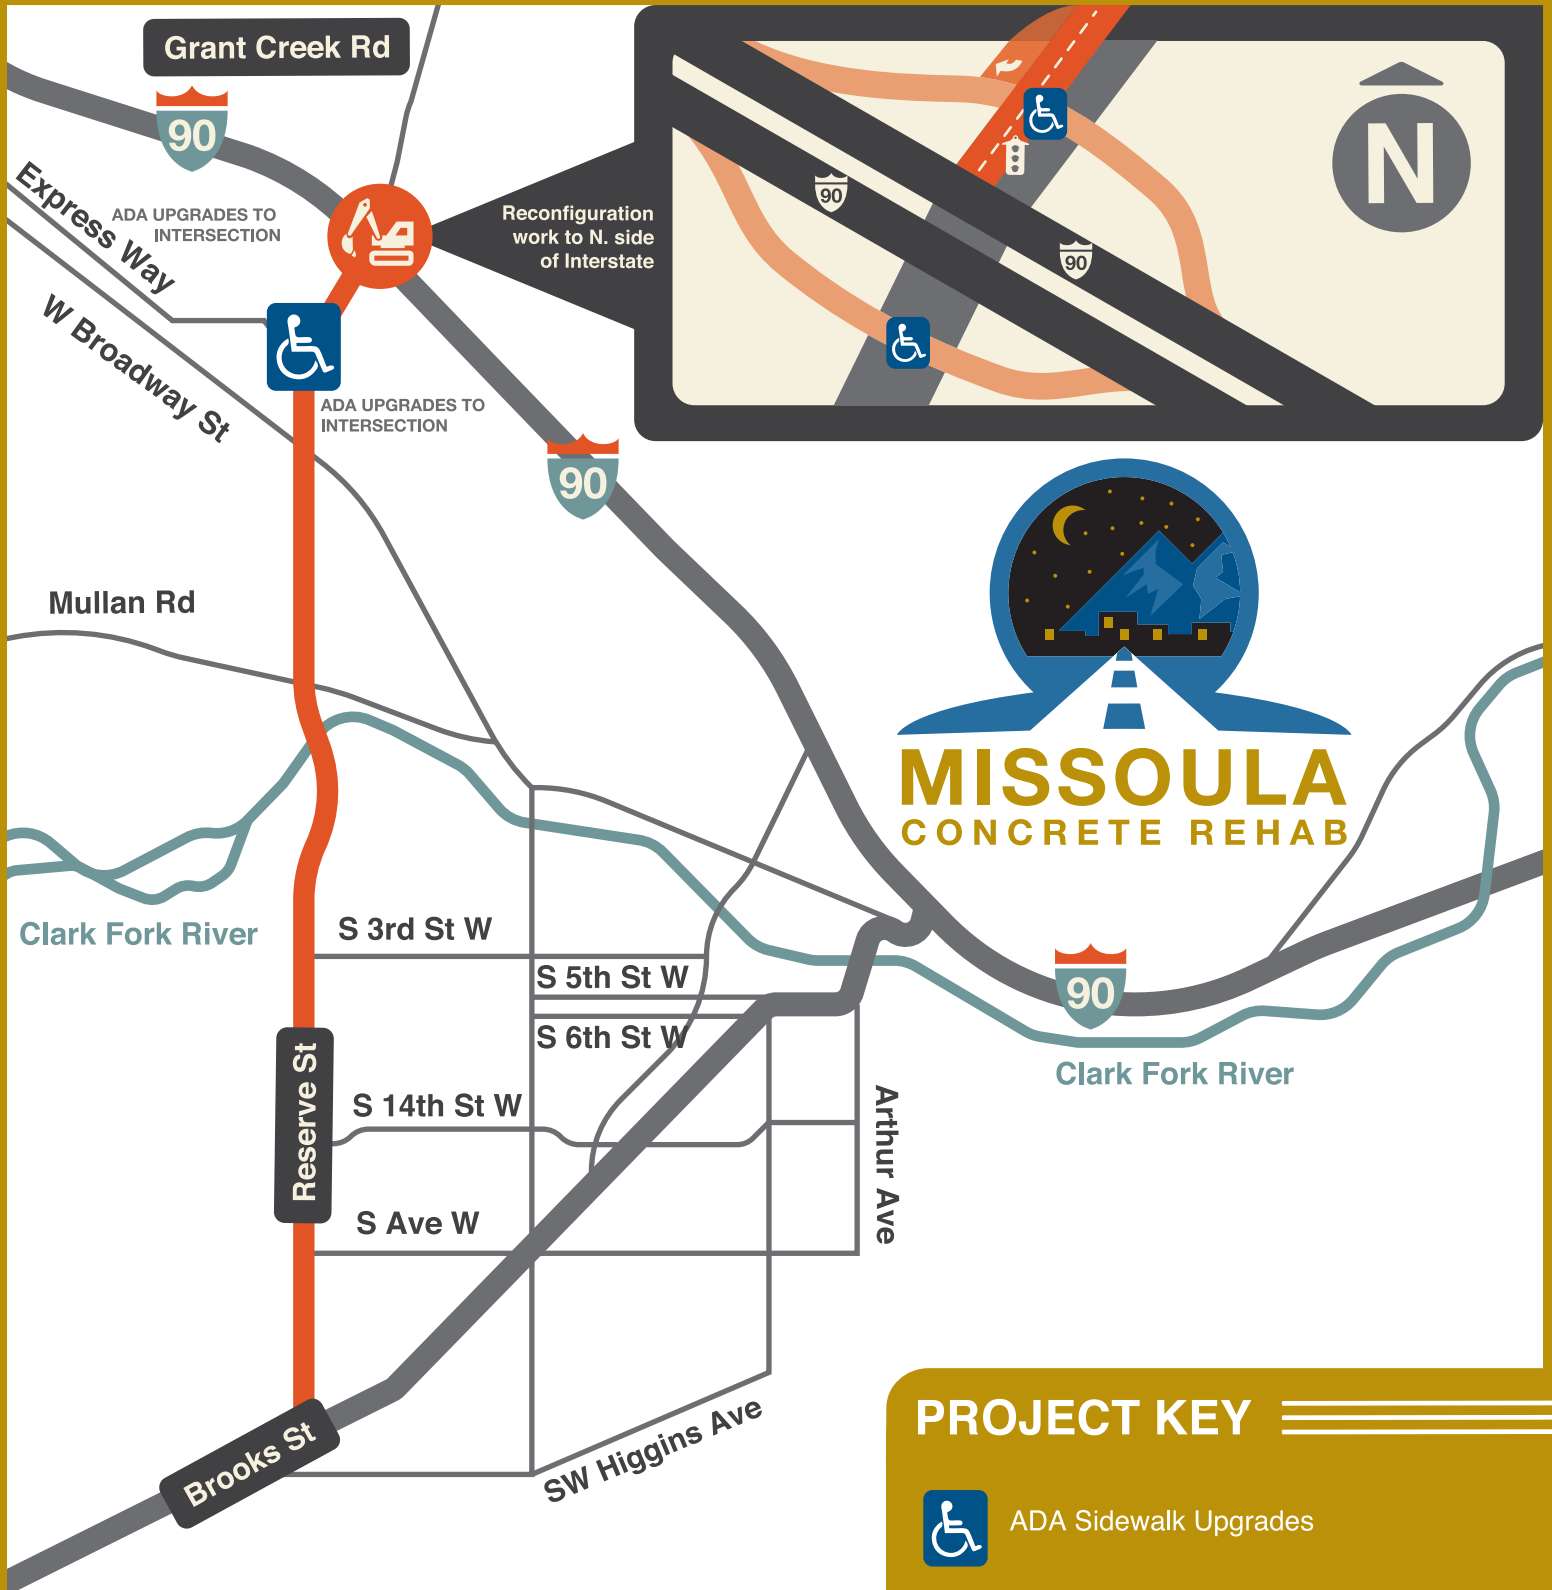 Grant Creek Rd
90
Express Way
ADA UPGRADES TO
INTERSECTION
W Broadway St
ADA UPGRADES TO
INTERSECTION
Reconfiguration
work to N. side
of Interstate
90
90
N
90
MISSOULA
CONCRETE REHAB
Mullan Rd
Clark Fork River
S 3rd St W
S 5th St W
S 6th St W
90
Clark Fork River
Reserve St
S 14th St W
Arthur Ave
S Ave W
Brooks St
SW Higgins Ave
PROJECT KEY
ADA Sidewalk Upgrades